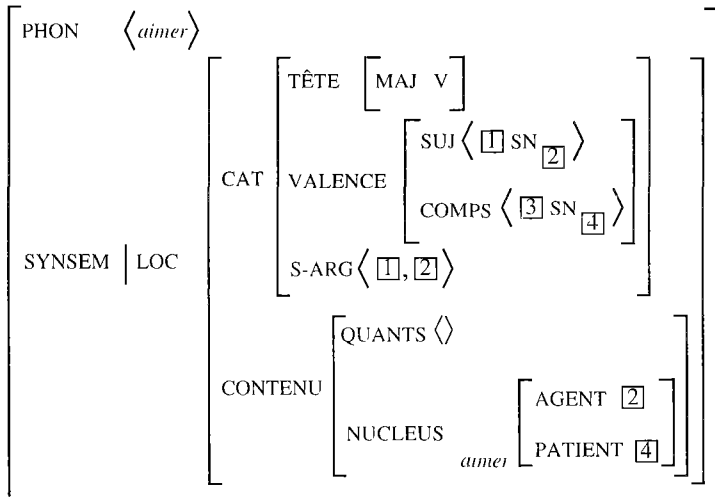 PHON ⟨aimer⟩
TÊTE [MAJ V]
SUJ ⟨ [1] SN [2] ⟩
CAT VALENCE
COMPS ⟨ [3] SN [4] ⟩
SYNSEM | LOC
S-ARG ⟨ [1], [2] ⟩
QUANTS ⟨⟩
CONTENU
AGENT [2]
NUCLEUS
aimer
PATIENT [4]